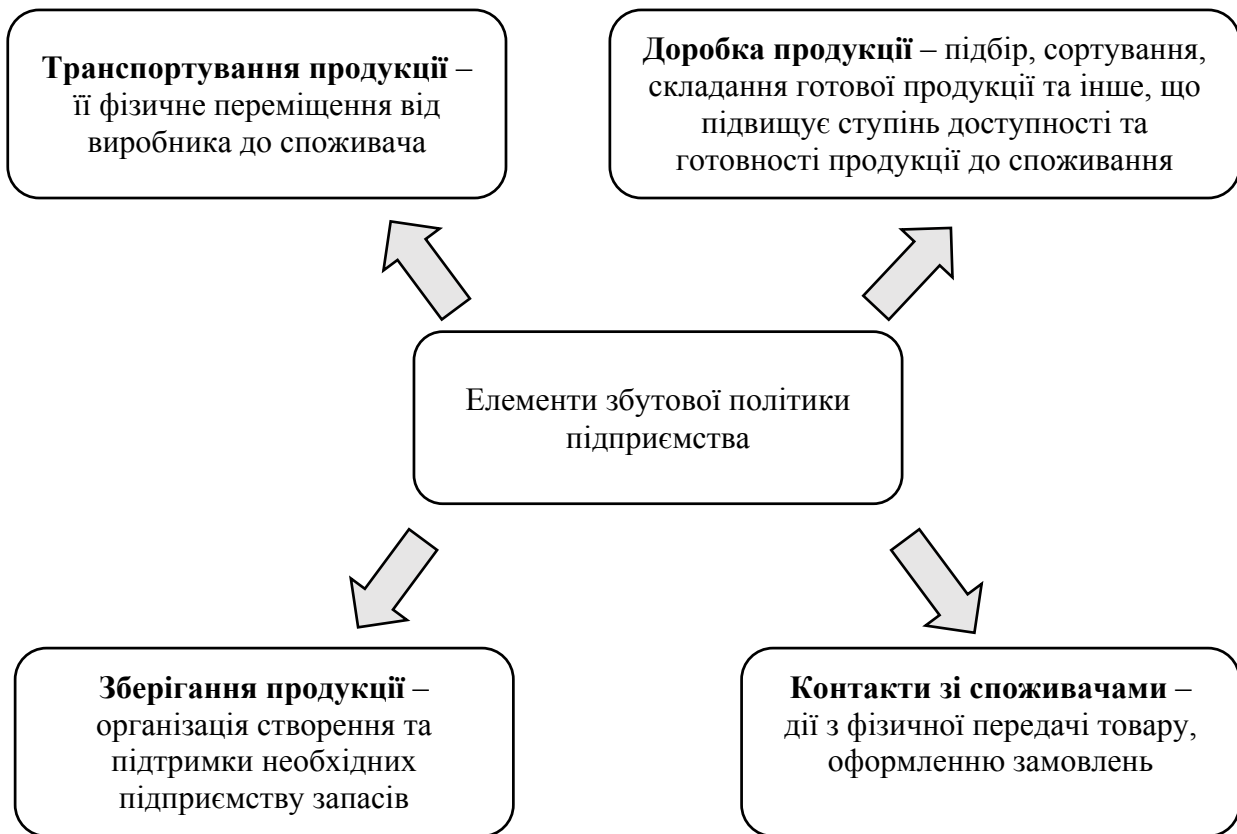 Транспортування продукції –
її фізичне переміщення від
виробника до споживача
Доробка продукції – підбір, сортування,
складання готової продукції та інше, що
підвищує ступінь доступності та
готовності продукції до споживання
Елементи збутової політики
підприємства
Зберігання продукції –
організація створення та
підтримки необхідних
підприємству запасів
Контакти зі споживачами –
дії з фізичної передачі товару,
оформленню замовлень